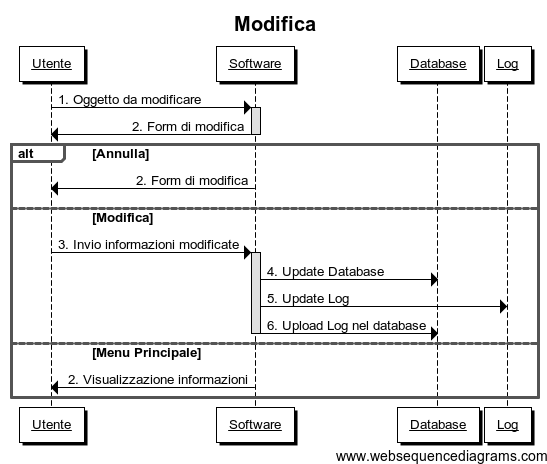 Modifica
Utente Software Database Log
1. Oggetto da modificare
2. Form di modifica
alt [Annulla]
2. Form di modifica
[Modifica]
3. Invio informazioni modificate
4. Update Database
5. Update Log
6. Upload Log nel database
[Menu Principale]
2. Visualizzazione informazioni
Utente Software Database Log
www.websequencediagrams.com